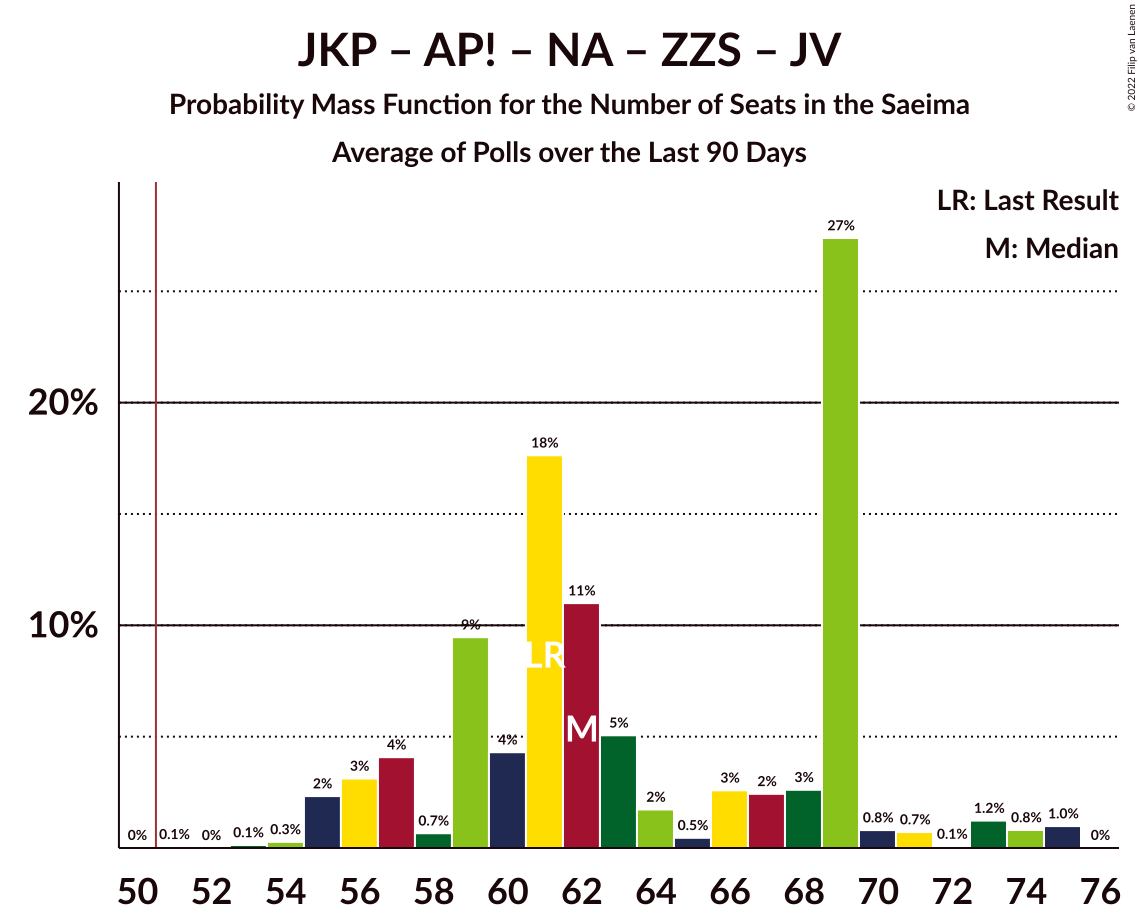 JKP – AP! – NA – ZZS – JV
Probability Mass Function for the Number of Seats in the Saeima
Average of Polls over the Last 90 Days
© 2022 Filip van Laenen
LR: Last Result
M: Median
20%
10%
0% 0.1% 0% 0.1% 0.3% 2% 3% 4% 0.7% 9% 4% 18% 11% 5% 2% 0.5% 3% 2% 3% 27% 0.8% 0.7% 0.1% 1.2% 0.8% 1.0% 0%
LR
M
50 52 54 56 58 60 62 64 66 68 70 72 74 76